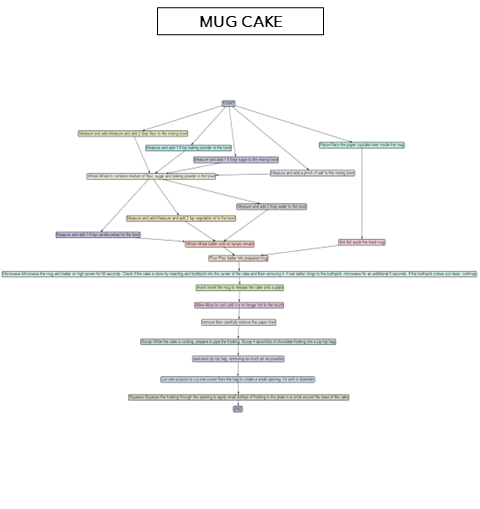 MUG CAKE
START
Measure and add Measure and add 2 tbsp flour to the mixing bowl
Measure and add 1/4 tsp baking powder to the mixing bowl
Place-Place the paper cupcake liner inside the mug
Measure and add 1.5 tbsp sugar to the mixing bowl
Measure and add a pinch of salt to the mixing bowl
Whisk-Whisk to combine mixture of flour, sugar and baking powder in the bowl
Measure and add 2 tbsp water to the bowl
Measure and add Measure and add 2 tsp vegetable oil to the bowl
Measure and add 1/4 tsp vanilla extract to the bowl
Whisk-Whisk batter until no lumps remain
Set-Set aside the lined mug
Pour-Pour batter into prepared mug
Microwave-Microwave the mug and batter on high power for 60 seconds. Check if the cake is done by inserting and toothpick into the center of the cake and then removing it. If wet batter clings to the toothpick, microwave for an additional 5 seconds. If the toothpick comes out clean, continue
invert-Invert the mug to release the cake onto a plate
Allow-Allow to cool until it is no longer hot to the touch
remove-then carefully remove the paper liner
Scoop-While the cake is cooling, prepare to pipe the frosting. Scoop 4 spoonfuls of chocolate frosting into a zip top bag
seal-seal zip top bag, removing as much air as possible
cut-Use scissors to cut one corner from the bag to create a small opening 1/4 inch in diameter
Squeeze-Squeeze the frosting through the opening to apply small dollops of frosting to the plate in a circle around the base of the cake
END